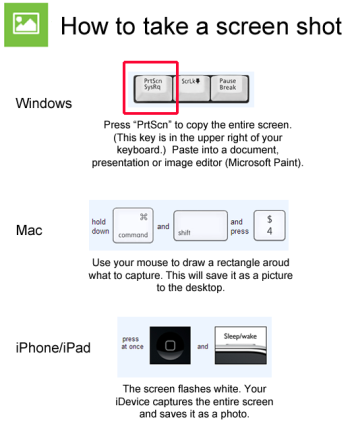 How to take a screen shot
PrtScn
SysRq
ScrLk
Pause
Break
Windows
Press “PrtScn” to copy the entire screen.
(This key is in the upper right of your
keyboard.) Paste into a document,
presentation or image editor (Microsoft Paint).
Mac
hold
down
⌘
command
and
shift
and
press
$
4
Use your mouse to draw a rectangle aroud
what to capture. This will save it as a picture
to the desktop.
iPhone/iPad
press
at once
and
Sleep/wake
The screen flashes white. Your
iDevice captures the entire screen
and saves it as a photo.